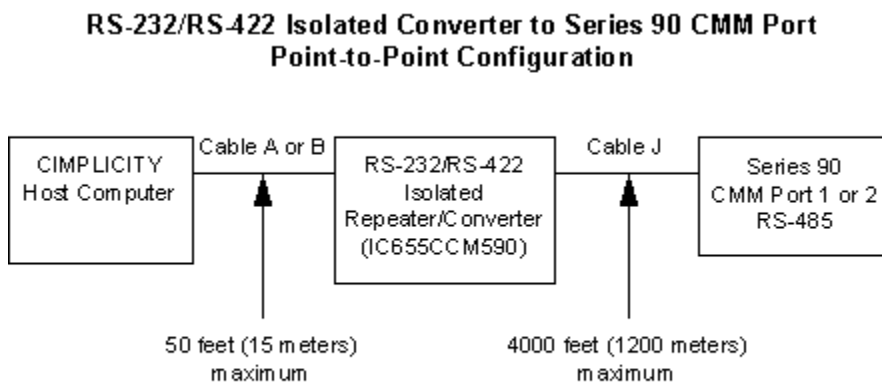 RS-232/RS-422 Isolated Converter to Series 90 CMM Port
Point-to-Point Configuration
CIMPLICITY
Host Computer
Cable A or B
RS-232/RS-422
Isolated
Repeater/Converter
(IC655CCM590)
Cable J
Series 90
CMM Port 1 or 2
RS-485
50 feet (15 meters)
maximum
4000 feet (1200 meters)
maximum